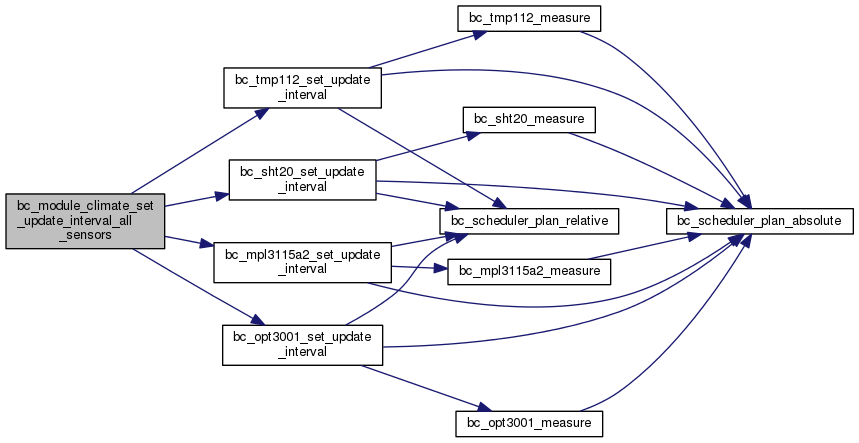 bc_tmp112_measure
bc_tmp112_set_update
_interval
bc_sht20_measure
bc_sht20_set_update
_interval
bc_module_climate_set
_update_interval_all
_sensors
bc_scheduler_plan_relative
bc_scheduler_plan_absolute
bc_mpl3115a2_set_update
_interval
bc_mpl3115a2_measure
bc_opt3001_set_update
_interval
bc_opt3001_measure